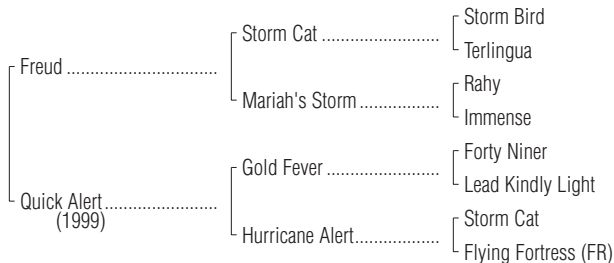 Storm Bird
Storm Cat ........................
Terlingua
Freud ................................
Rahy
Mariah's Storm .................
Immense
Forty Niner
Gold Fever ........................
Lead Kindly Light
Quick Alert........................
(1999)
Storm Cat
Hurricane Alert..................
Flying Fortress (FR)